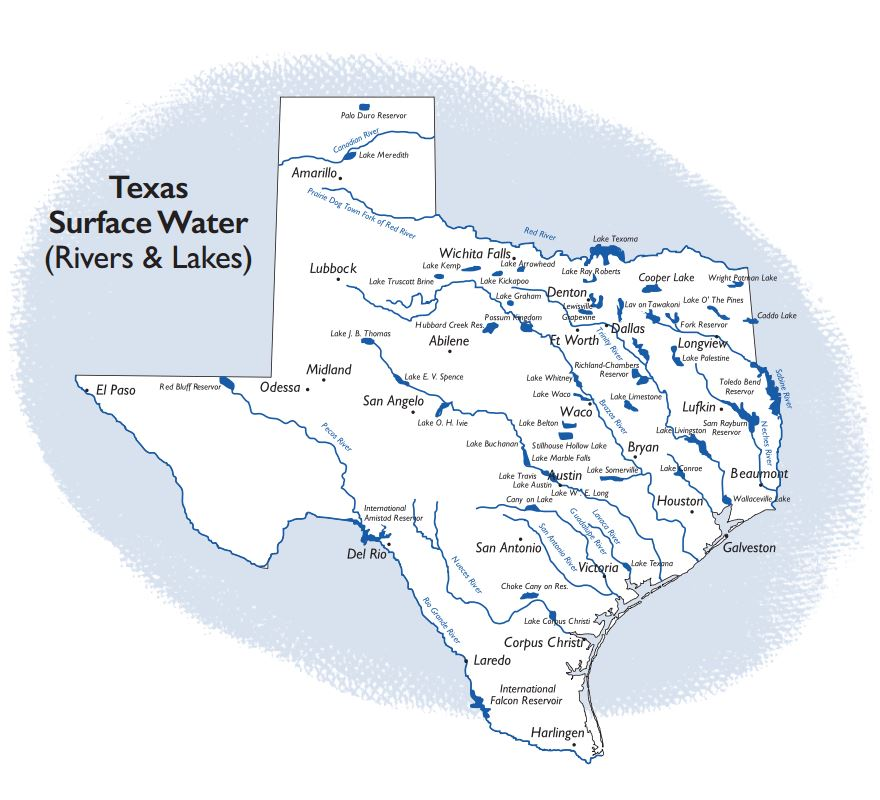 Texas
Surface Water
(Rivers & Lakes)
Palo Duro Reservoir
Canadian River
Lake Meredith
Amarillo
Prairie Dog Town Fork of Red River
Red River
Lake Texoma
Wichita Falls
Lake Kemp
Lake Arrowhead
Lake Ray Roberts
Cooper Lake
Wright Patman Lake
Lubbock
Lake Truscott Brine
Lake Kickapoo
Denton
Lake Graham
Lewisville
Lav on Tawakoni
Lake O' The Pines
Caddo Lake
Grapevine
Fork Reservoir
Hubbard Creek Res.
Possum Kingdom
Dallas
Lake J. B. Thomas
Abilene
Ft Worth
Trinity River
Longview
Lake Palestine
Midland
Richland-Chambers
Reservoir
Sabine River
Red Bluff Reservoir
Odessa
El Paso
Lake E. V. Spence
Lake Whitney
Toledo Bend
Reservoir
San Angelo
Lake Waco
Lake Limestone
Lufkin
Waco
Brazos River
Lake O. H. Ivie
Lake Belton
Sam Rayburn
Reservoir
Neches River
Lake Livingston
Pecos River
Lake Buchanan
Stillhouse Hollow Lake
Bryan
Lake Marble Falls
Lake Travis
Austin
Lake Somerville
Lake Conroe
Beaumont
Lake Austin
Lake W. E. Long
Cany on Lake
Houston
Wallaceville Lake
International
Amistad Reservoir
Lavaca River
Guadalupe River
San Antonio River
San Antonio
Galveston
Del Rio
Victoria
Lake Texana
Nueces River
Choke Cany on Res.
Rio Grande River
Lake Corpus Christi
Corpus Christi
Laredo
International
Falcon Reservoir
Harlingen